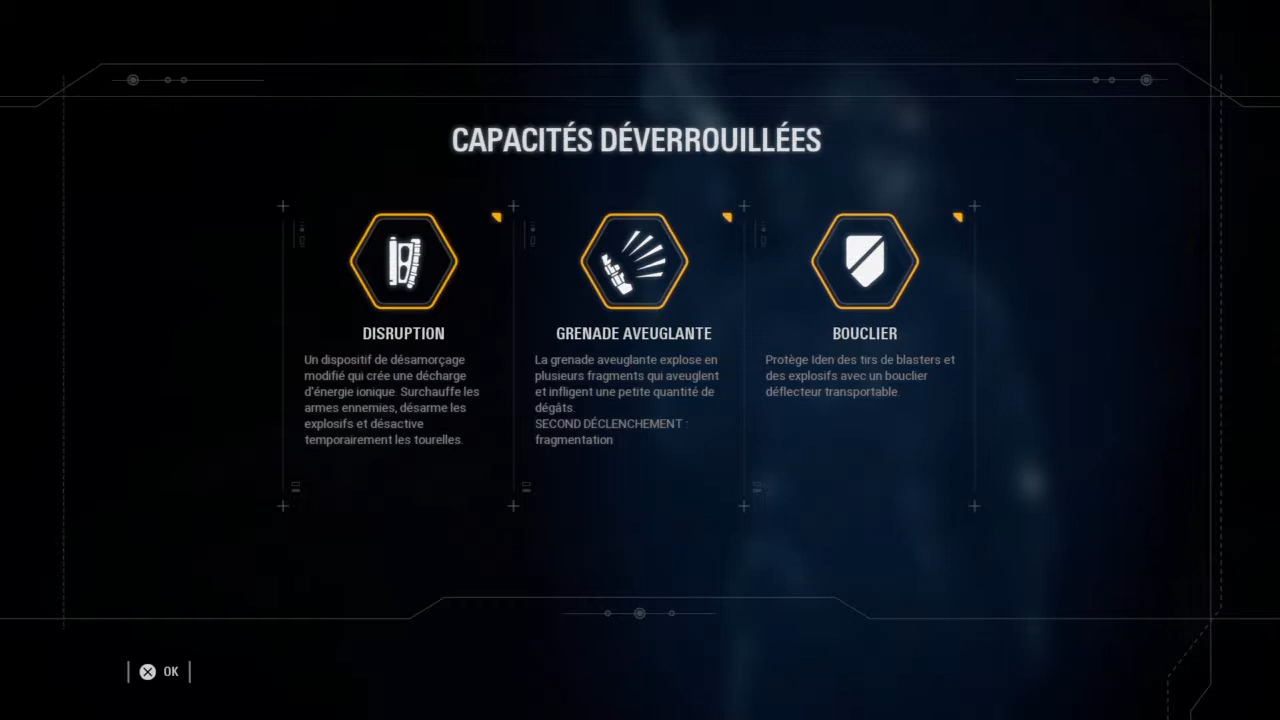 CAPACITÉS DÉVERROUILLÉES
DISRUPTION
Un dispositif de désamorçage
modifié qui crée une décharge
d'énergie ionique. Surchauffe les
armes ennemies, désarme les
explosifs et désactive
temporairement les tourelles.
GRENADE AVEUGLANTE
La grenade aveuglante explose en
plusieurs fragments qui aveuglent
et infligent une petite quantité de
dégâts.
SECOND DÉCLENCHEMENT :
fragmentation
BOUCLIER
Protège Iden des tirs de blasters et
des explosifs avec un bouclier
déflecteur transportable.
OK